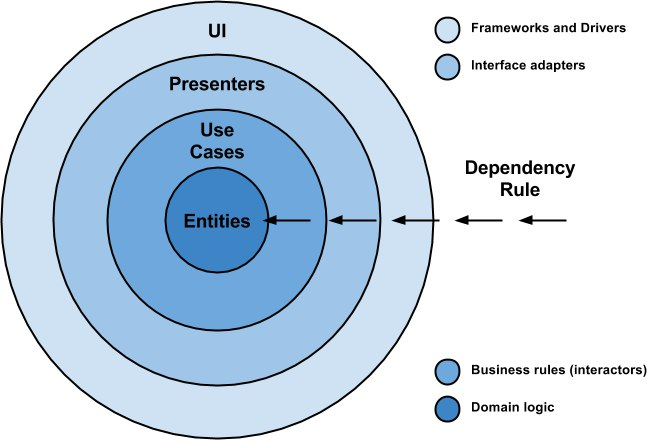 UI
Presenters
Use
Cases
Entities
Frameworks and Drivers
Interface adapters
Dependency
Rule
Business rules (interactors)
Domain logic